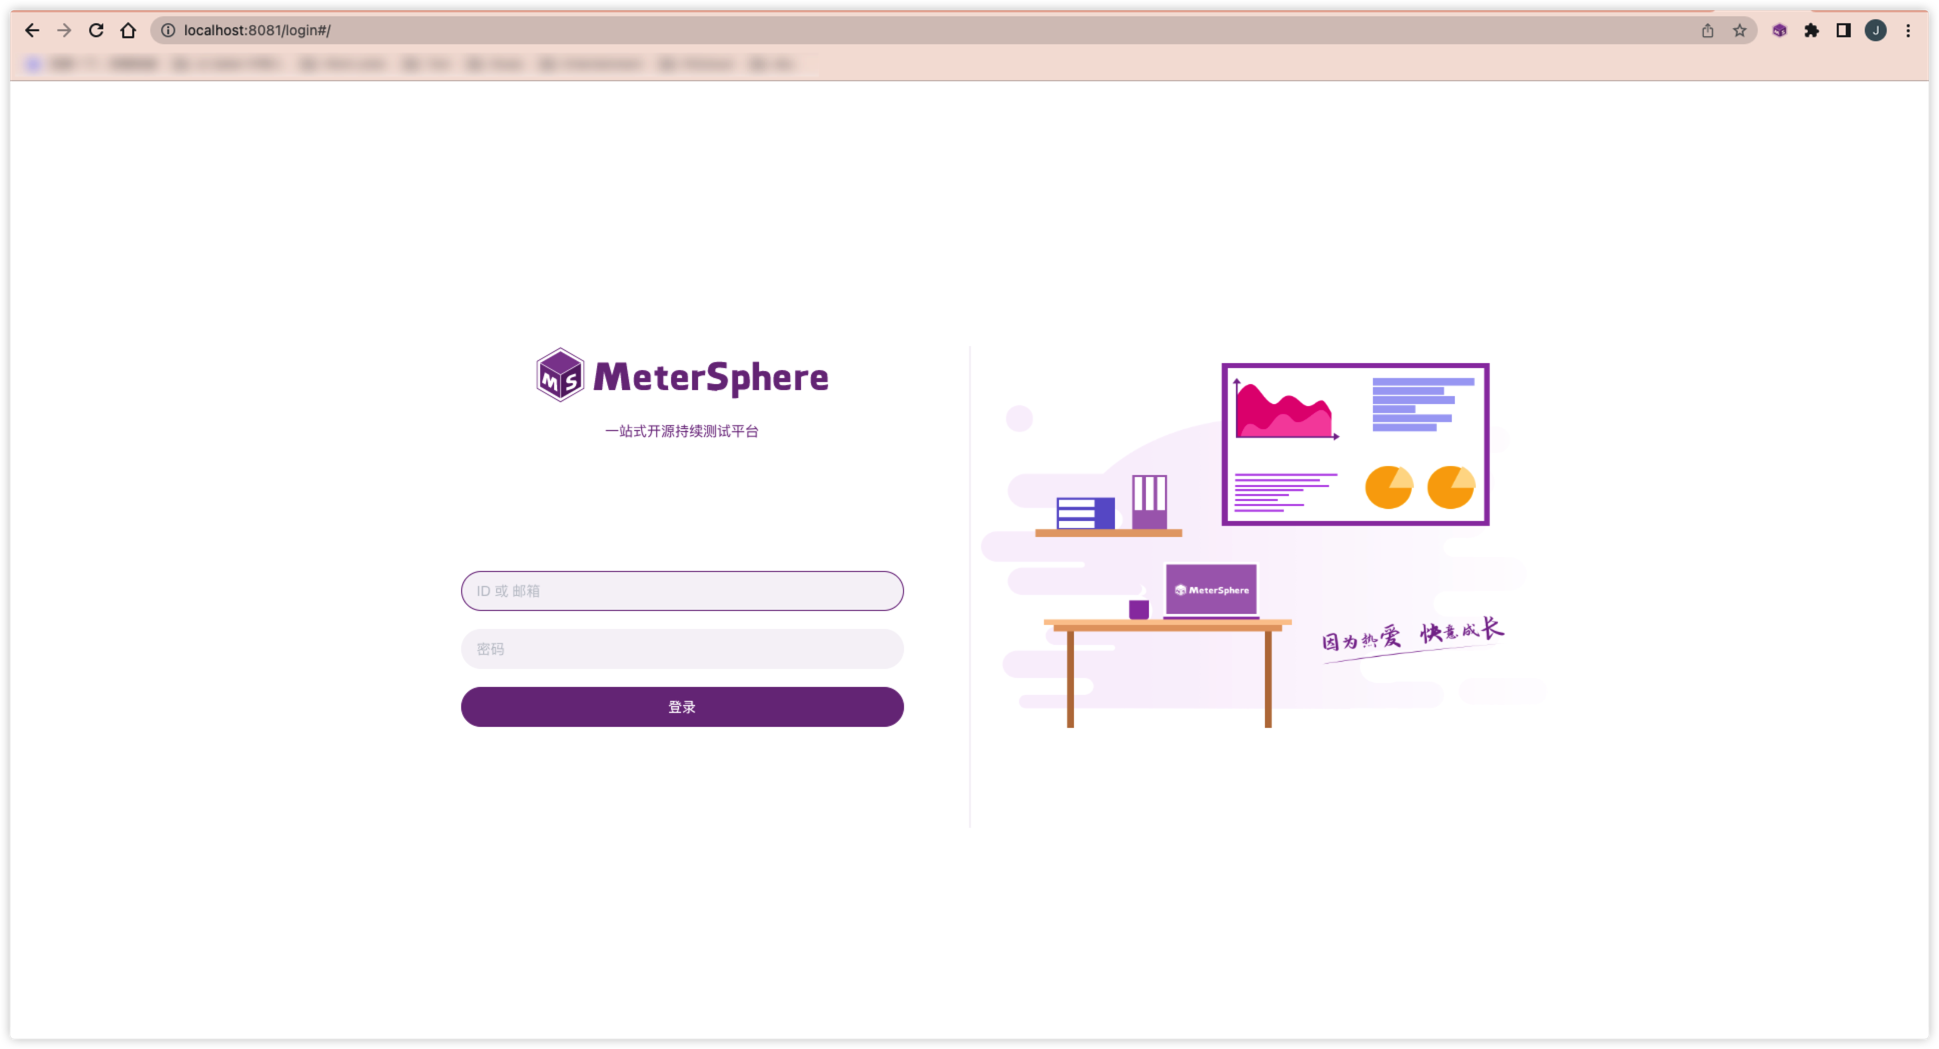 localhost:8081/login#/
J
MS MeterSphere
一站式开源持续测试平台
ID 或 邮箱
密码
登录
MeterSphere
因为热爱 快意成长